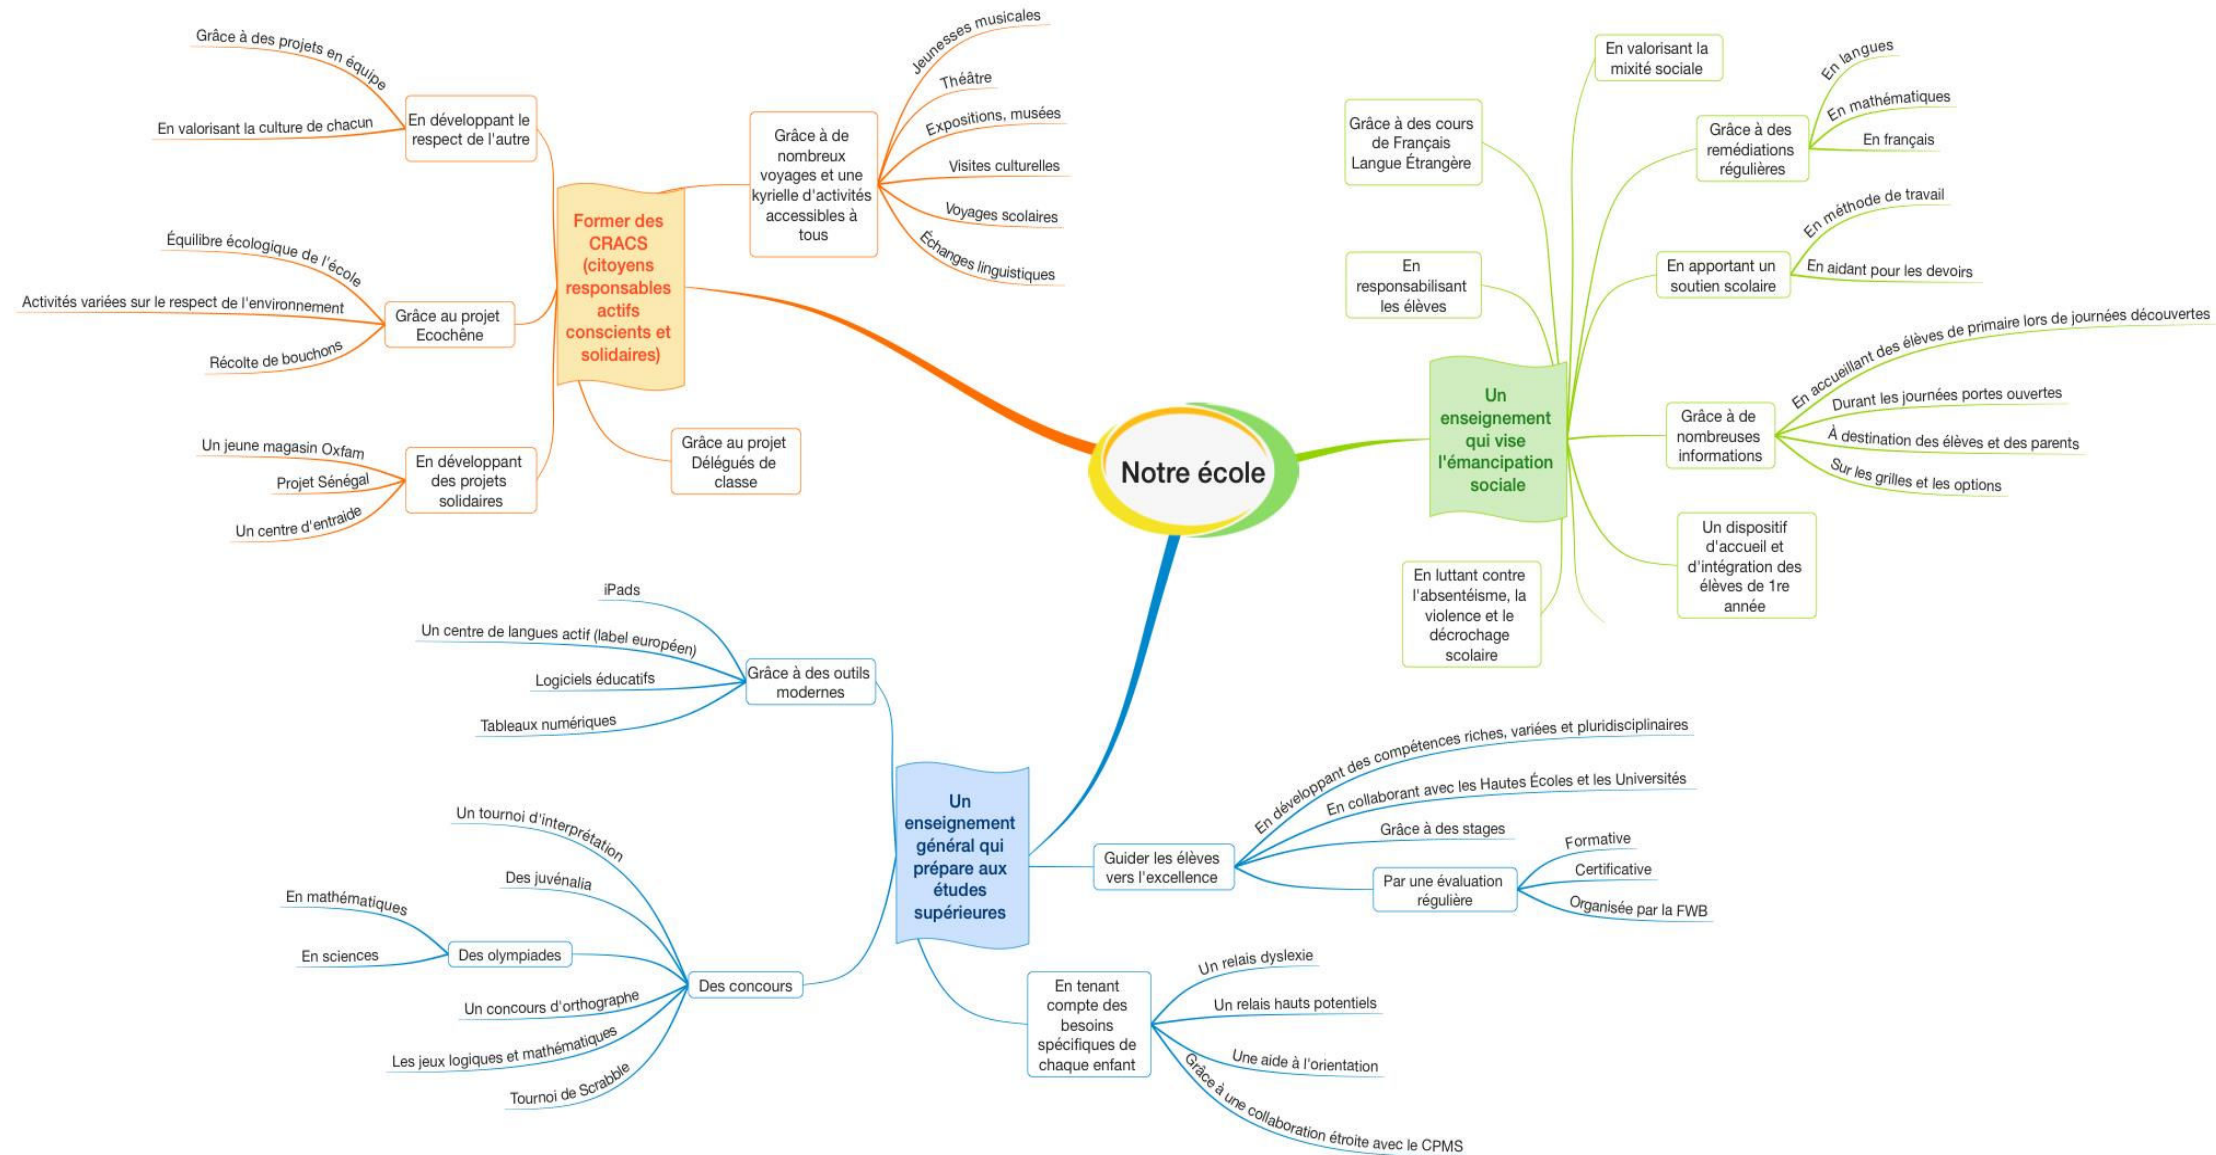 Notre école
Former des
CRACS
(citoyens
responsables
actifs
conscients et
solidaires)
En développant le
respect de l'autre
Grâce à des projets en équipe
En valorisant la culture de chacun
Grâce au projet
Ecochêne
Équilibre écologique de l'école
Activités variées sur le respect de l'environnement
Récolte de bouchons
En développant
des projets
solidaires
Un jeune magasin Oxfam
Projet Sénégal
Un centre d'entraide
Grâce à de
nombreux
voyages et une
kyrielle d'activités
accessibles à
tous
Jeunesses musicales
Théâtre
Expositions, musées
Visites culturelles
Voyages scolaires
Échanges linguistiques
Grâce au projet
Délégués de
classe
Un
enseignement
qui vise
l'émancipation
sociale
Grâce à des cours
de Français
Langue Étrangère
En
responsabilisant
les élèves
En luttant contre
l'absentéisme, la
violence et le
décrochage
scolaire
En valorisant la
mixité sociale
Grâce à des
remédiations
régulières
En langues
En mathématiques
En français
En apportant un
soutien scolaire
En méthode de travail
En aidant pour les devoirs
Grâce à de
nombreuses
informations
En accueillant des élèves de primaire lors de journées découvertes
Durant les journées portes ouvertes
À destination des élèves et des parents
Sur les grilles et les options
Un dispositif
d'accueil et
d'intégration des
élèves de 1re
année
Un
enseignement
général qui
prépare aux
études
supérieures
Grâce à des outils
modernes
iPads
Un centre de langues actif (label européen)
Logiciels éducatifs
Tableaux numériques
Des concours
Un tournoi d'interprétation
Des juvénalia
Des olympiades
En mathématiques
En sciences
Un concours d'orthographe
Les jeux logiques et mathématiques
Tournoi de Scrabble
Guider les élèves
vers l'excellence
En développant des compétences riches, variées et pluridisciplinaires
En collaborant avec les Hautes Écoles et les Universités
Grâce à des stages
Par une évaluation
régulière
Formative
Certificative
Organisée par la FWB
En tenant
compte des
besoins
spécifiques de
chaque enfant
Un relais dyslexie
Un relais hauts potentiels
Une aide à l'orientation
Grâce à une collaboration étroite avec le CPMS